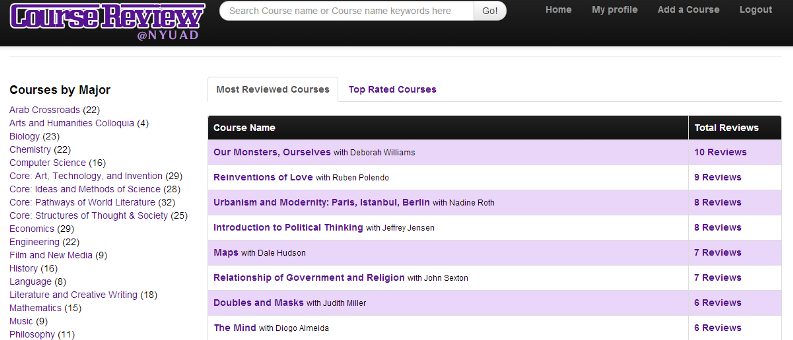 Course Review
@NYUAD
Search Course name or Course name keywords here
Go!
Home
My profile
Add a Course
Logout
Courses by Major
Arab Crossroads (22)
Arts and Humanities Colloquia (4)
Biology (23)
Chemistry (22)
Computer Science (16)
Core: Art, Technology, and Invention (29)
Core: Ideas and Methods of Science (28)
Core: Pathways of World Literature (32)
Core: Structures of Thought & Society (25)
Economics (29)
Engineering (22)
Film and New Media (9)
History (16)
Language (8)
Literature and Creative Writing (18)
Mathematics (15)
Music (9)
Philosophy (11)
Most Reviewed Courses
Top Rated Courses
Course Name Total Reviews
Our Monsters, Ourselves with Deborah Williams 10 Reviews
Reinventions of Love with Ruben Polendo 9 Reviews
Urbanism and Modernity: Paris, Istanbul, Berlin with Nadine Roth 8 Reviews
Introduction to Political Thinking with Jeffrey Jensen 8 Reviews
Maps with Dale Hudson 7 Reviews
Relationship of Government and Religion with John Sexton 7 Reviews
Doubles and Masks with Judith Miller 6 Reviews
The Mind with Diogo Almeida 6 Reviews